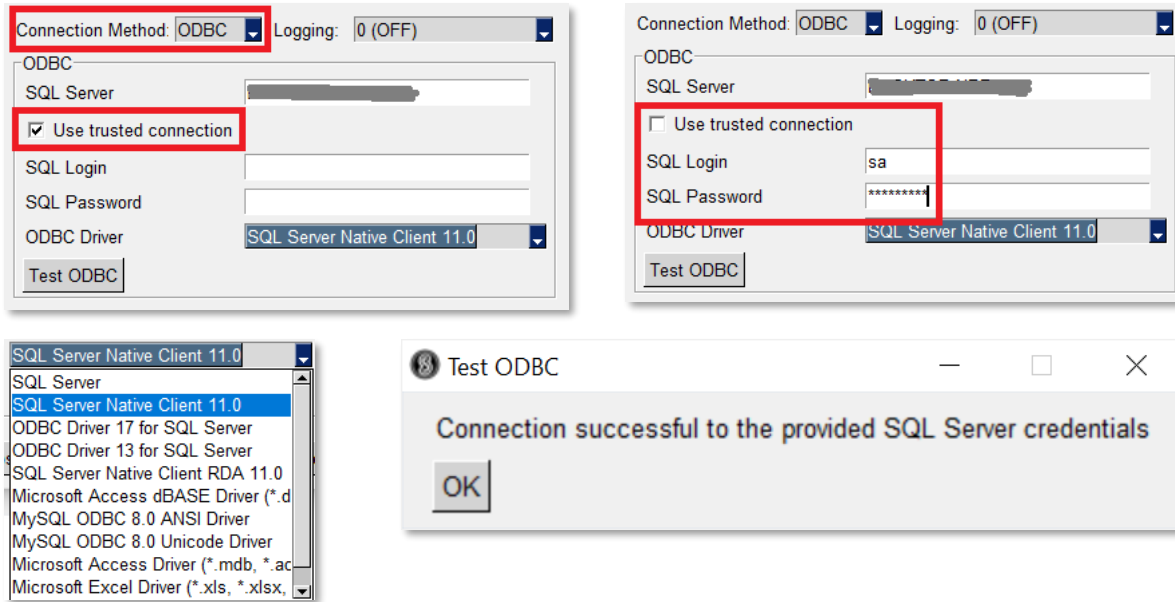 Connection Method: ODBC Logging: 0 (OFF)
ODBC
SQL Server
Use trusted connection
SQL Login
SQL Password
ODBC Driver SQL Server Native Client 11.0
Test ODBC
Connection Method: ODBC Logging: 0 (OFF)
ODBC
SQL Server
Use trusted connection
SQL Login sa
SQL Password *********
ODBC Driver SQL Server Native Client 11.0
Test ODBC
SQL Server Native Client 11.0
SQL Server
SQL Server Native Client 11.0
ODBC Driver 17 for SQL Server
ODBC Driver 13 for SQL Server
SQL Server Native Client RDA 11.0
Microsoft Access dBASE Driver (*.d
MySQL ODBC 8.0 ANSI Driver
MySQL ODBC 8.0 Unicode Driver
Microsoft Access Driver (*.mdb, *.ac
Microsoft Excel Driver (*.xls, *.xlsx,
Test ODBC
Connection successful to the provided SQL Server credentials
OK